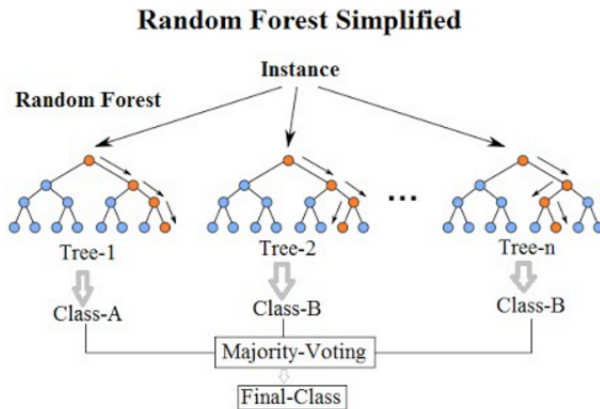 Random Forest Simplified
Instance
Random Forest
...
Tree-1 Tree-2 Tree-n
Class-A Class-B Class-B
Majority-Voting
Final-Class